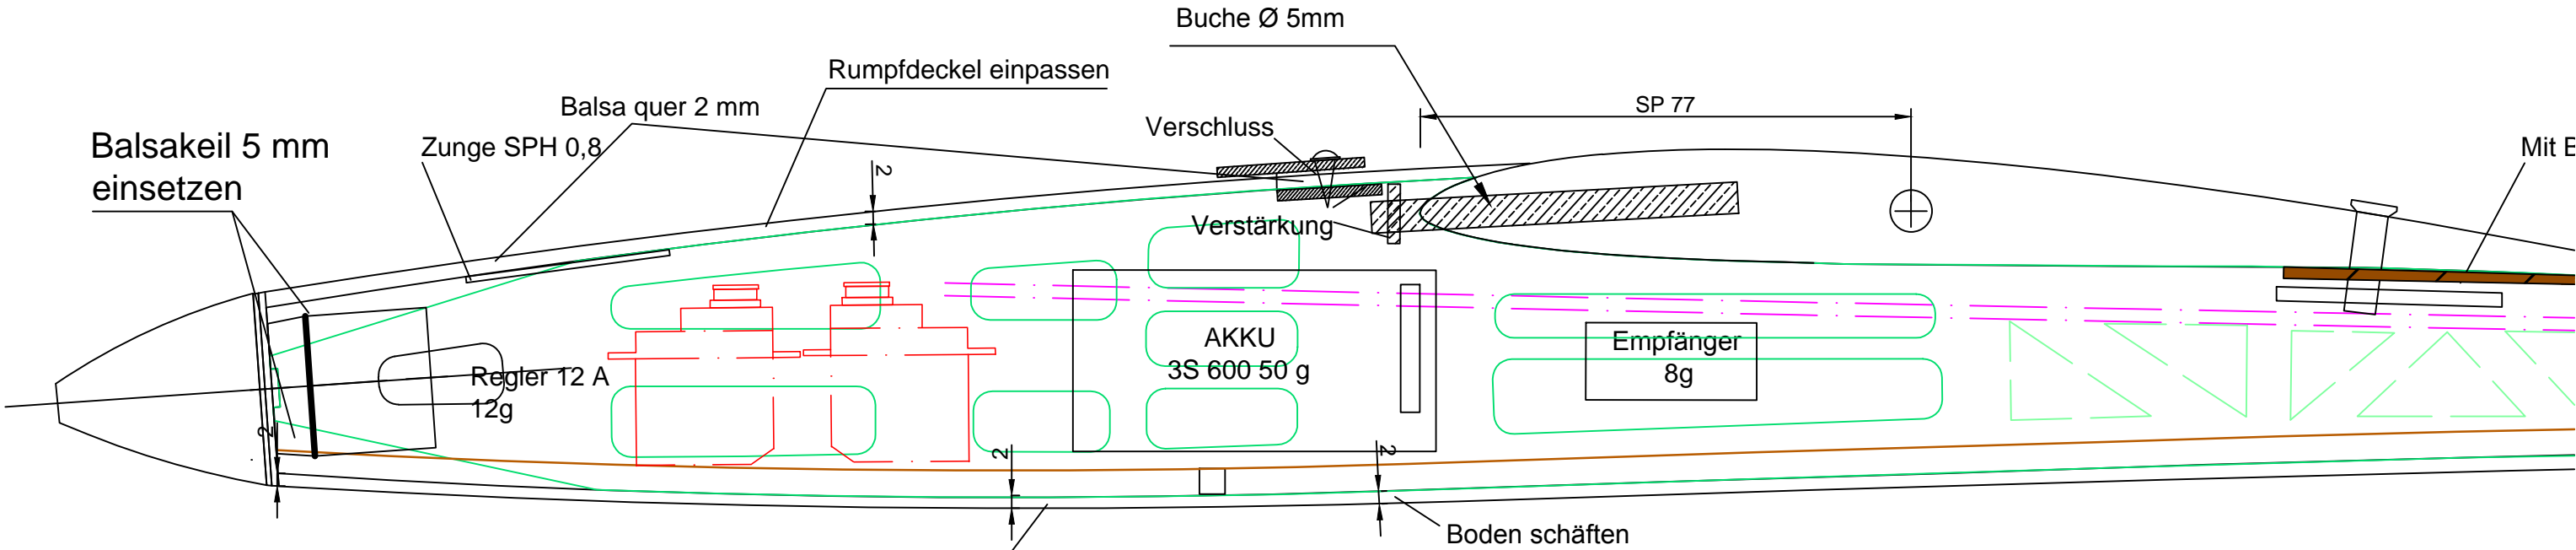 Buche Ø 5mm
Rumpfdeckel einpassen
Balsa quer 2 mm
SP 77
Verschluss
Balsakeil 5 mm
einsetzen
Zunge SPH 0,8
Mit B
2
Verstärkung
AKKU
3S 600 50 g
Empfänger
8g
Regler 12 A
12g
2
2
2
Boden schäften